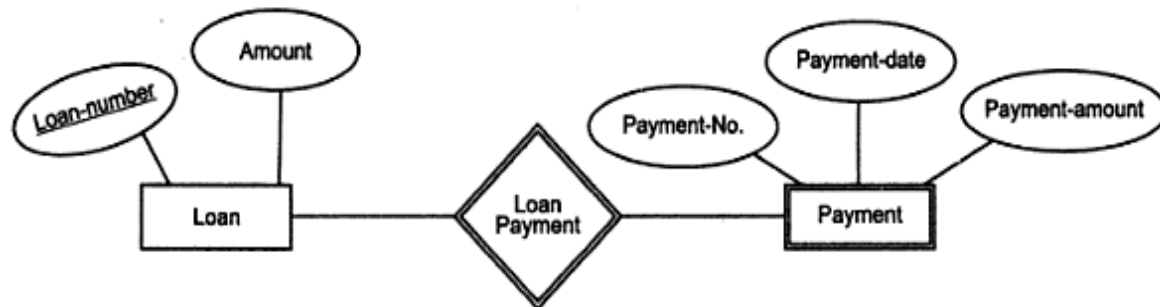 Amount
Loan-number
Payment-date
Payment-No.
Payment-amount
Loan
Loan
Payment
Payment